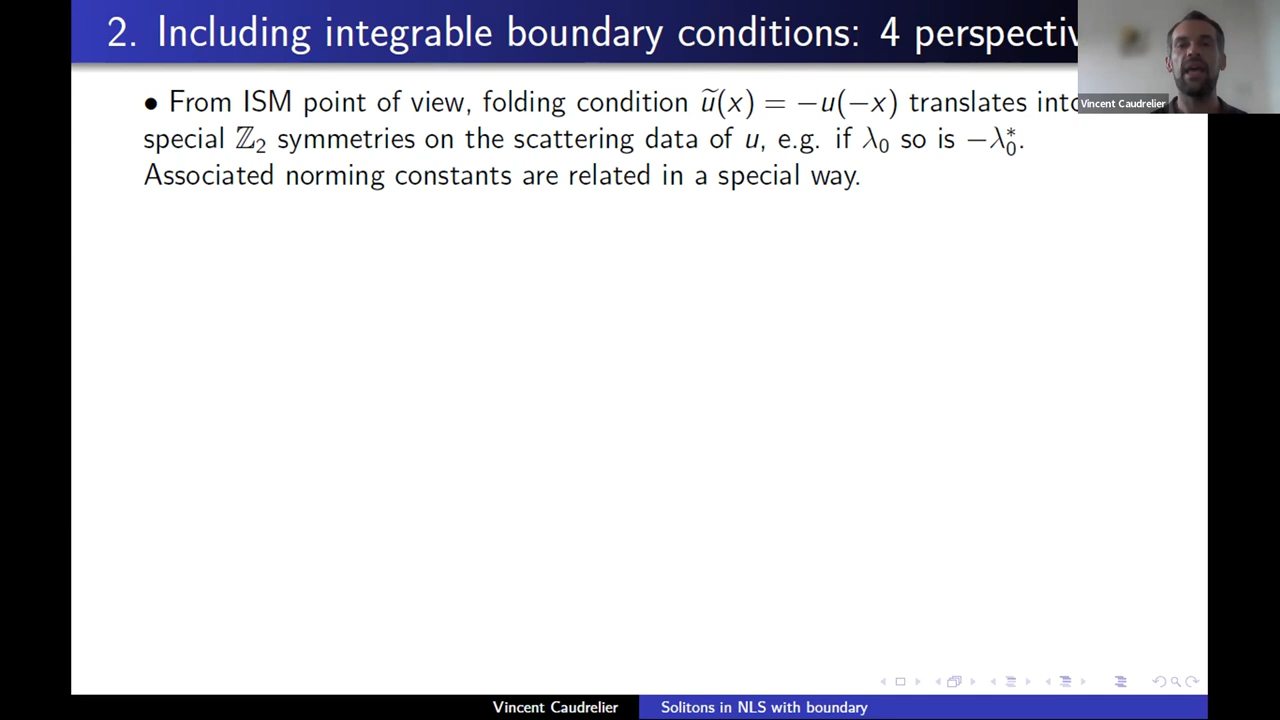 2. Including integrable boundary conditions: 4 perspectiv
Vincent Caudrelier
• From ISM point of view, folding condition ũ(x) = −u(−x) translates into
special ℤ₂ symmetries on the scattering data of u, e.g. if λ₀ so is −λ₀*.
Associated norming constants are related in a special way.
Vincent Caudrelier
Solitons in NLS with boundary